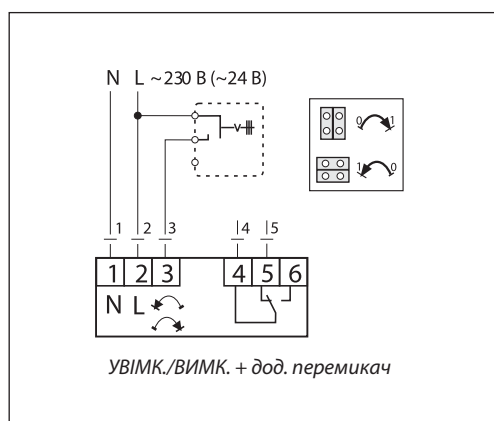 N L ~230 В (~24 В)
0 1
1 0
1 2 3 4 5
1 2 3 4 5 6
N L
УВІМК./ВИМК. + дод. перемикач